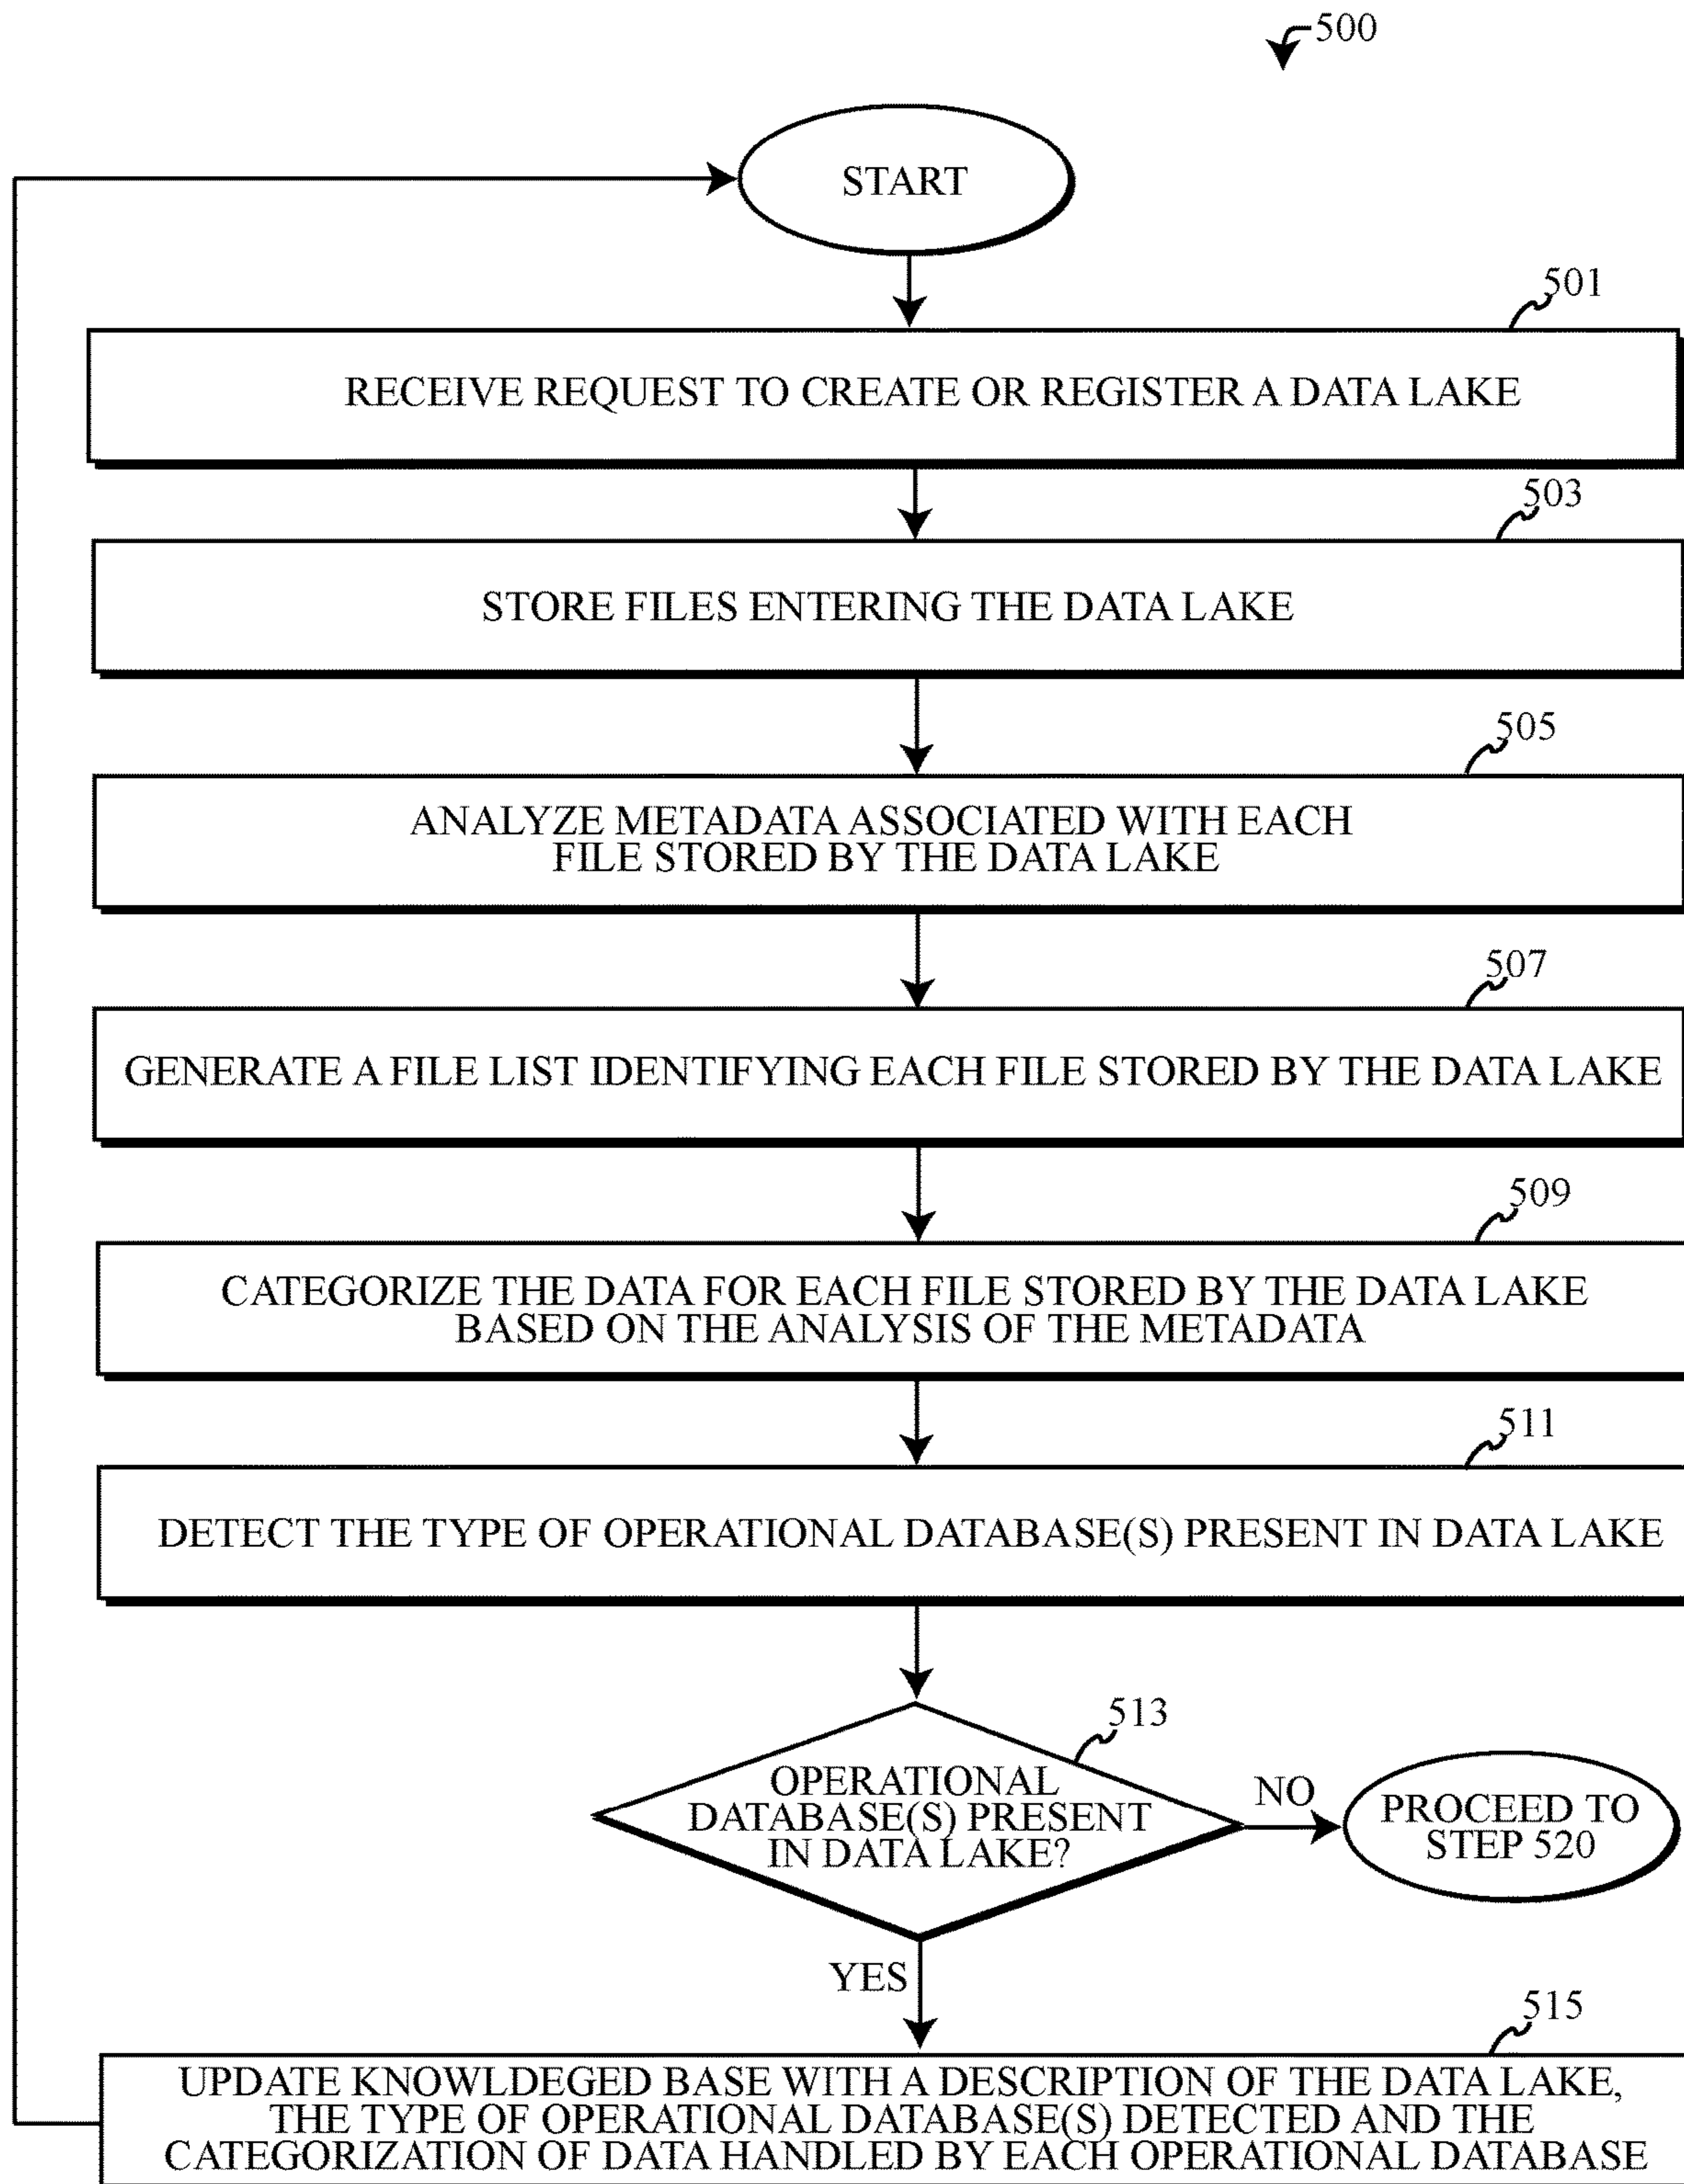 500
START
501
RECEIVE REQUEST TO CREATE OR REGISTER A DATA LAKE
503
STORE FILES ENTERING THE DATA LAKE
505
ANALYZE METADATA ASSOCIATED WITH EACH
FILE STORED BY THE DATA LAKE
507
GENERATE A FILE LIST IDENTIFYING EACH FILE STORED BY THE DATA LAKE
509
CATEGORIZE THE DATA FOR EACH FILE STORED BY THE DATA LAKE
BASED ON THE ANALYSIS OF THE METADATA
511
DETECT THE TYPE OF OPERATIONAL DATABASE(S) PRESENT IN DATA LAKE
513
OPERATIONAL
DATABASE(S) PRESENT
IN DATA LAKE?
NO
PROCEED TO
STEP 520
YES
515
UPDATE KNOWLDEGED BASE WITH A DESCRIPTION OF THE DATA LAKE,
THE TYPE OF OPERATIONAL DATABASE(S) DETECTED AND THE
CATEGORIZATION OF DATA HANDLED BY EACH OPERATIONAL DATABASE